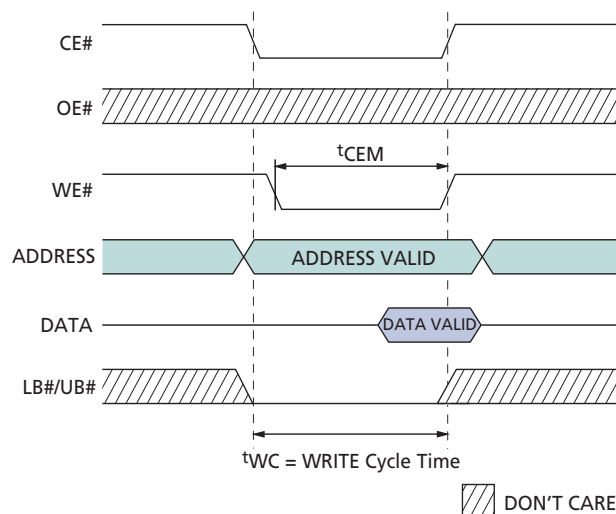 CE#
OE#
tCEM
WE#
ADDRESS ADDRESS VALID
DATA DATA VALID
LB#/UB#
tWC = WRITE Cycle Time
DON'T CARE